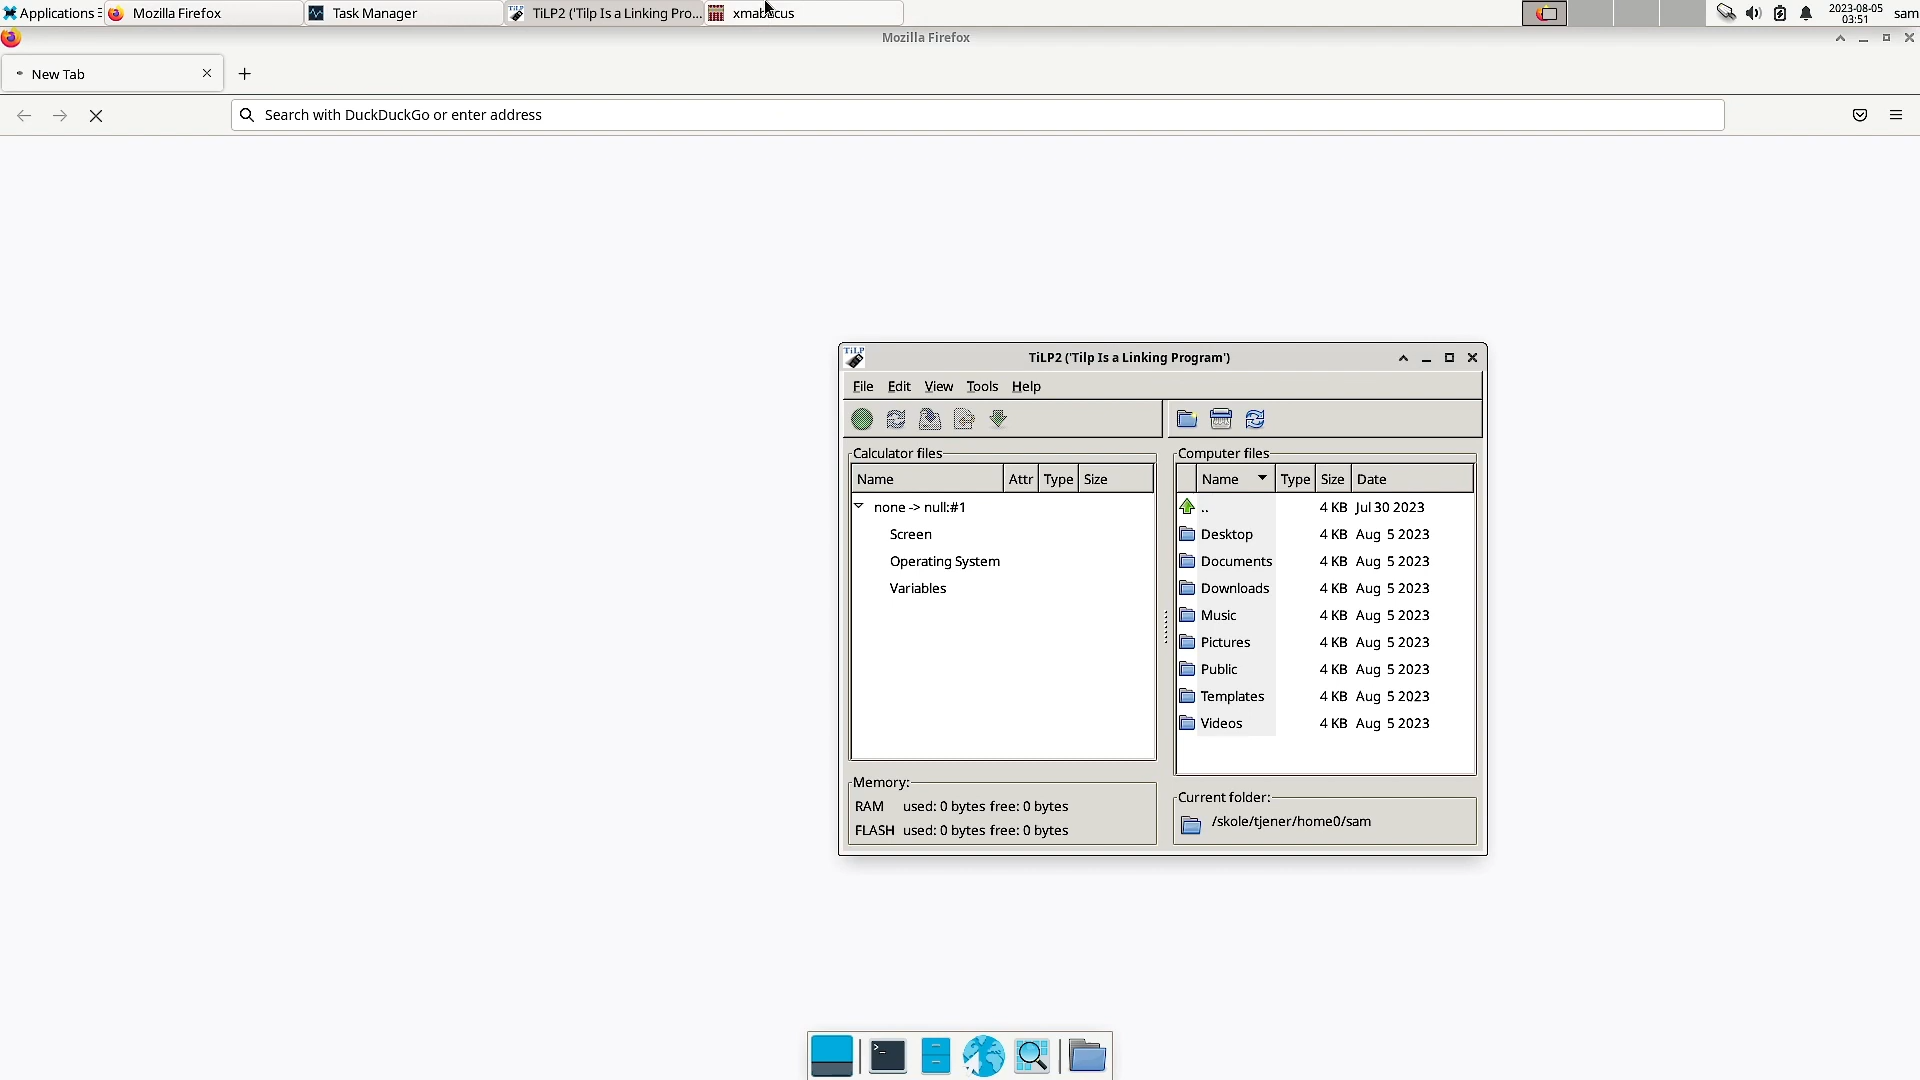 Applications
Mozilla Firefox
Task Manager
TiLP2 ('Tilp Is a Linking Pro...
2023-08-05
03:51
sam
Mozilla Firefox
New Tab
Search with DuckDuckGo or enter address
TiLP
TiLP2 ('Tilp Is a Linking Program')
File Edit View Tools Help
Calculator files
Name Attr Type Size
none -> null:#1
Screen
Operating System
Variables
Memory:
RAM used: 0 bytes free: 0 bytes
FLASH used: 0 bytes free: 0 bytes
Computer files
Name Type Size Date
.. 4 KB Jul 30 2023
Desktop 4 KB Aug 5 2023
Documents 4 KB Aug 5 2023
Downloads 4 KB Aug 5 2023
Music 4 KB Aug 5 2023
Pictures 4 KB Aug 5 2023
Public 4 KB Aug 5 2023
Templates 4 KB Aug 5 2023
Videos 4 KB Aug 5 2023
Current folder:
/skole/tjener/home0/sam